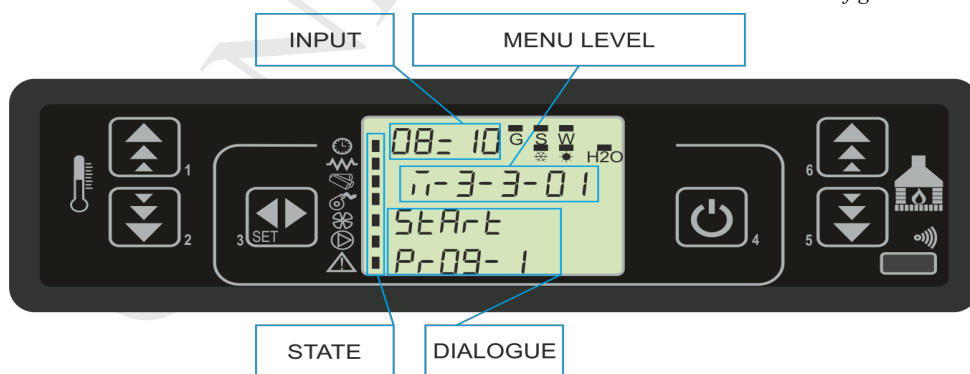 INPUT
MENU LEVEL
08:10
G S W
H2O
n-3-3-01
StArt
Pr09-1
1
2
3
SET
4
6
5
STATE
DIALOGUE